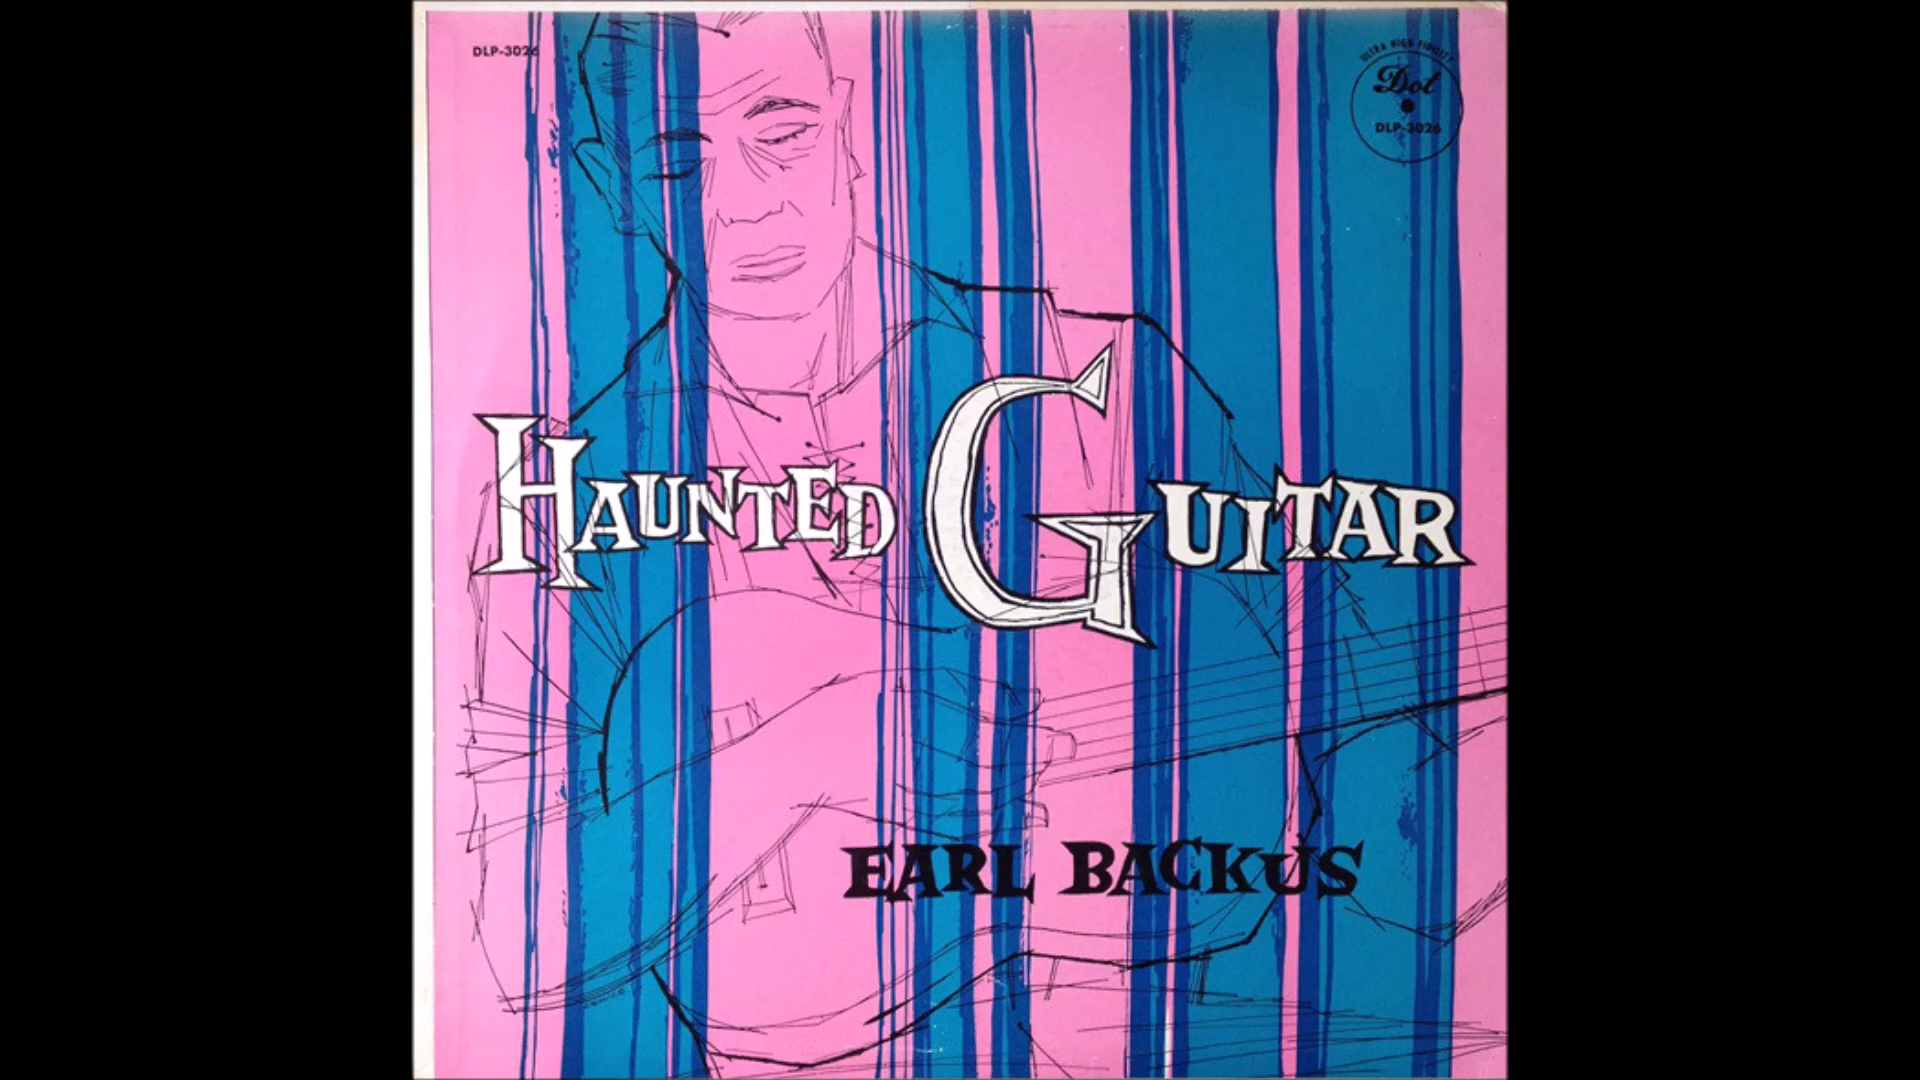 DLP-3026
ULTRA HIGH FIDELITY
Dot
DLP-3026
HAUNTED GUITAR
EARL BACKUS